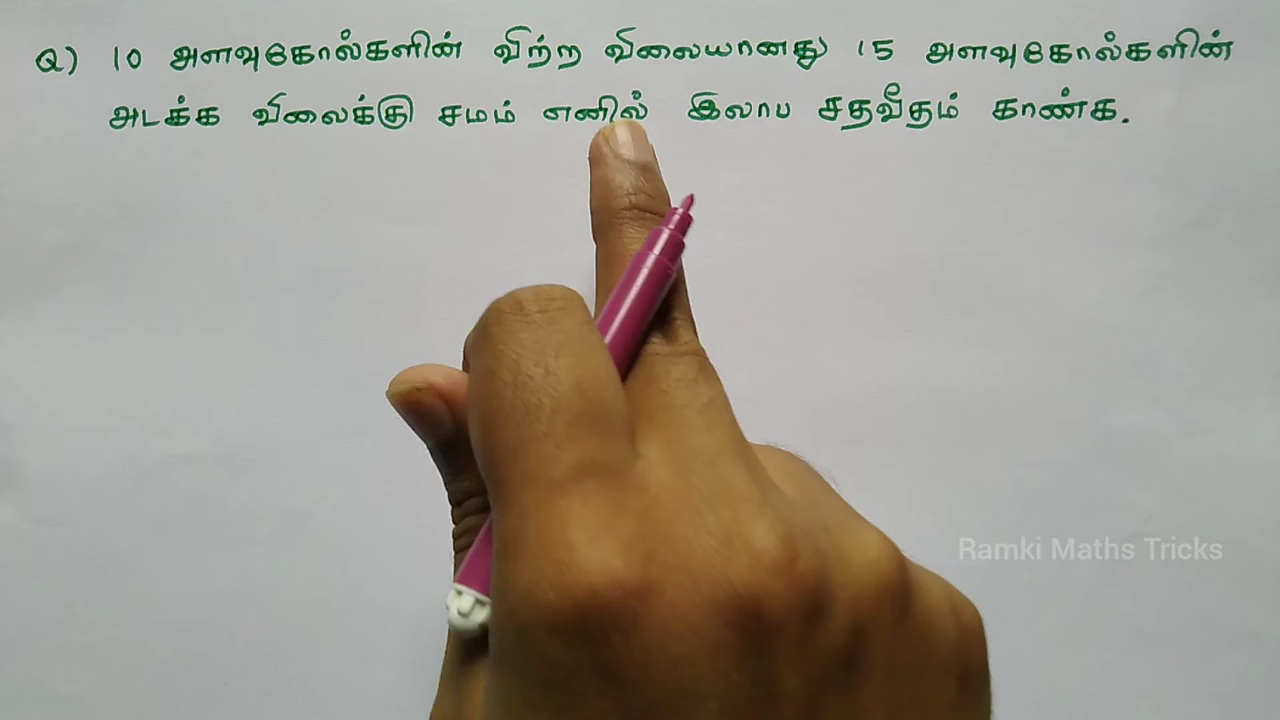 Q) 10 அளவுகோல்களின் விற்ற விலையானது 15 அளவுகோல்களின்
அடக்க விலைக்கு சமம் எனில் இலாப சதவீதம் காண்க.
Ramki Maths Tricks